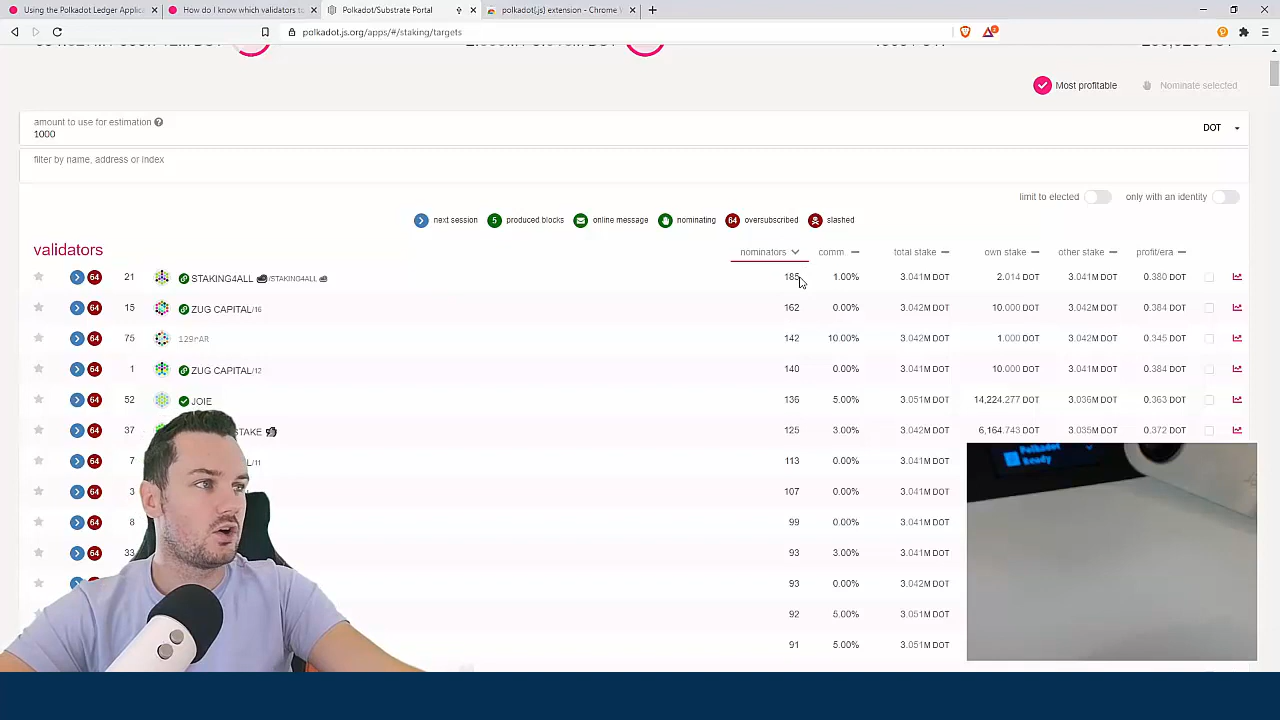 Using the Polkadot Ledger Applica
How do I know which validators to
Polkadot/Substrate Portal
polkadot{.js} extension - Chrome V
polkadot.js.org/apps/#/staking/targets
Most profitable
Nominate selected
amount to use for estimation
1000
DOT
filter by name, address or index
limit to elected
only with an identity
next session
5 produced blocks
online message
nominating
64 oversubscribed
slashed
validators nominators comm. total stake own stake other stake profit/era
64 21 STAKING4ALL /STAKING4ALL 185 1.00% 3.041M DOT 2.014 DOT 3.041M DOT 0.380 DOT
64 15 ZUG CAPITAL/16 162 0.00% 3.042M DOT 10.000 DOT 3.042M DOT 0.384 DOT
64 75 129rAR 142 10.00% 3.042M DOT 1.000 DOT 3.042M DOT 0.345 DOT
64 1 ZUG CAPITAL/12 140 0.00% 3.041M DOT 10.000 DOT 3.041M DOT 0.384 DOT
64 52 JOIE 136 5.00% 3.051M DOT 14,224.277 DOT 3.036M DOT 0.363 DOT
64 37 STAKE 125 3.00% 3.042M DOT 6,164.743 DOT 3.035M DOT 0.372 DOT
64 7 /11 113 0.00% 3.041M DOT
64 3 107 0.00% 3.041M DOT
64 8 99 0.00% 3.041M DOT
64 33 93 3.00% 3.041M DOT
93 0.00% 3.042M DOT
92 5.00% 3.051M DOT
91 5.00% 3.051M DOT
Polkadot
Ready